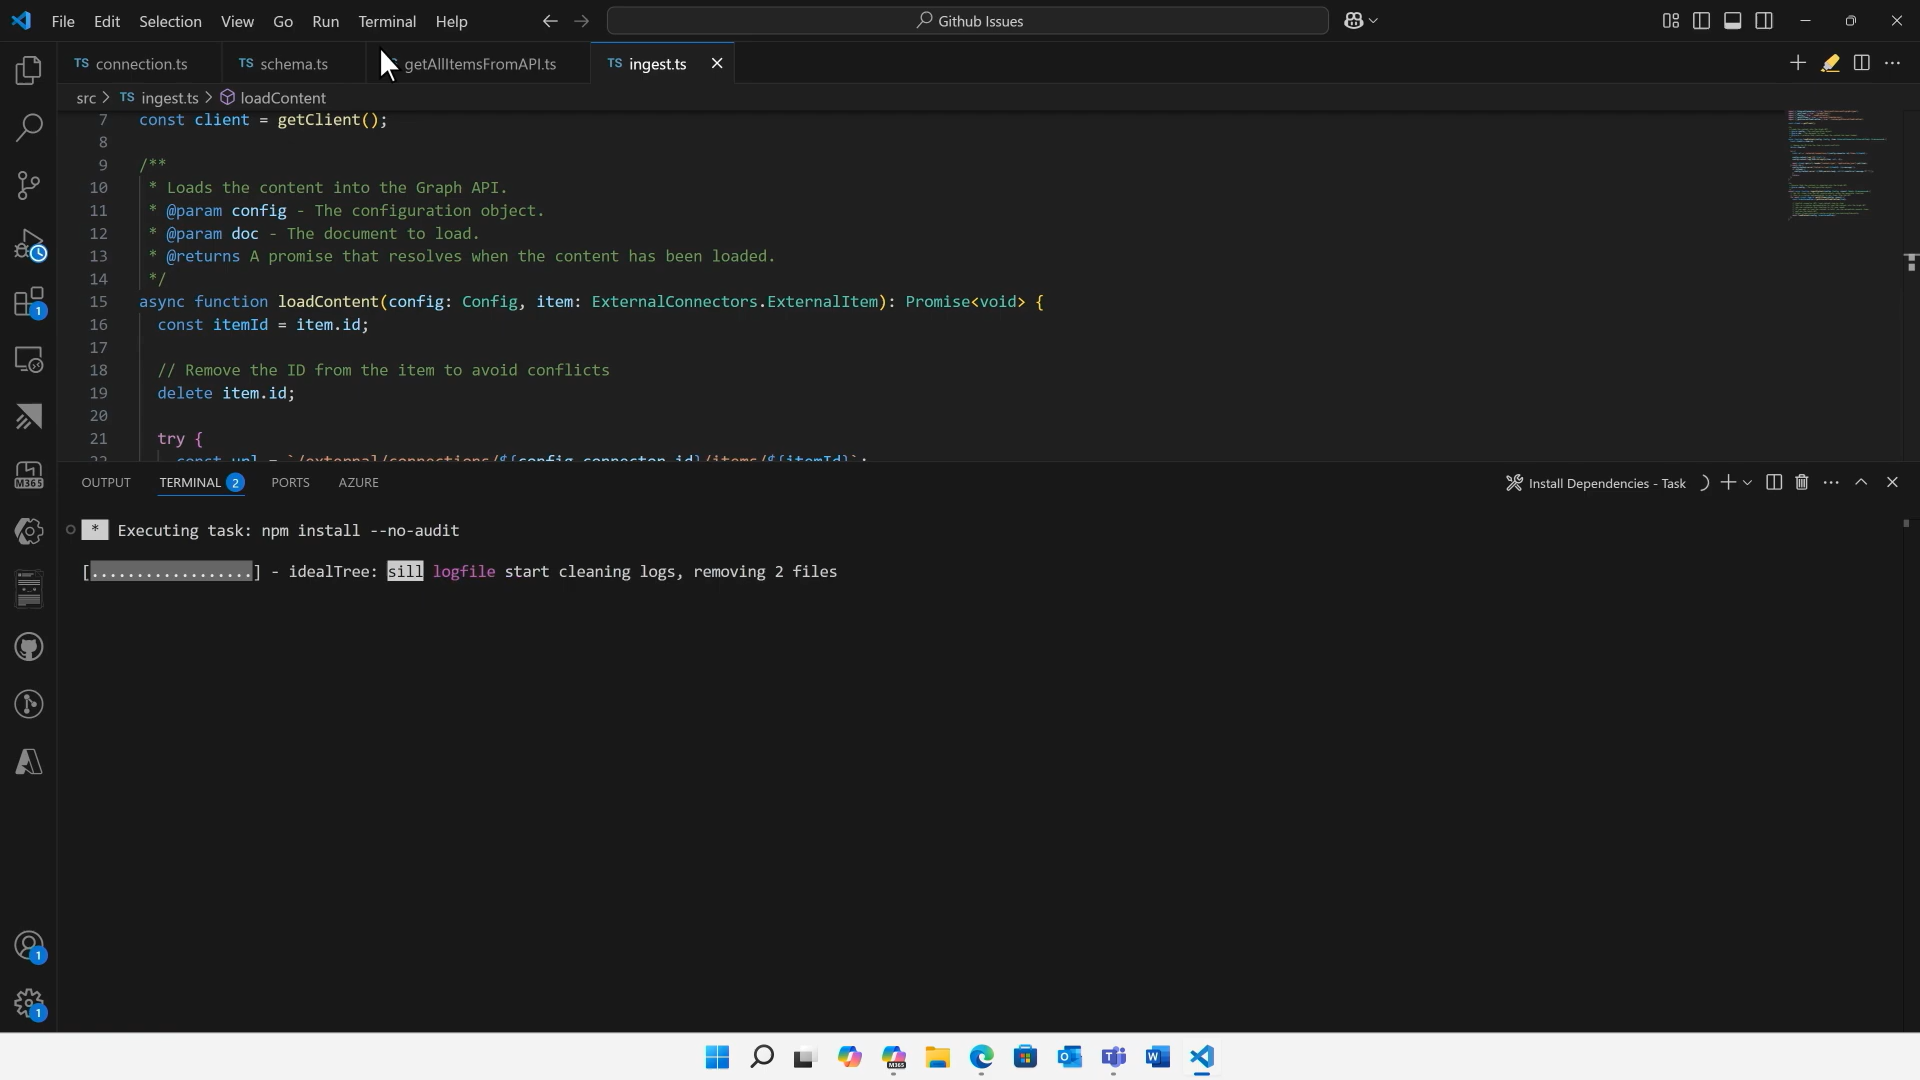 File Edit Selection View Go Run Terminal Help
Github Issues
TS connection.ts
TS schema.ts
getAllItemsFromAPI.ts
TS ingest.ts
src > TS ingest.ts > loadContent
7 const client = getClient();
8
9 /**
10 * Loads the content into the Graph API.
11 * @param config - The configuration object.
12 * @param doc - The document to load.
13 * @returns A promise that resolves when the content has been loaded.
14 */
15 async function loadContent(config: Config, item: ExternalConnectors.ExternalItem): Promise<void> {
16 const itemId = item.id;
17
18 // Remove the ID from the item to avoid conflicts
19 delete item.id;
20
21 try {
22 const url = `/external/connections/${config.connector.id}/items/${itemId}`;
OUTPUT TERMINAL 2 PORTS AZURE
Install Dependencies - Task
* Executing task: npm install --no-audit
[..................] - idealTree: sill logfile start cleaning logs, removing 2 files
1
M365
1
1
M365